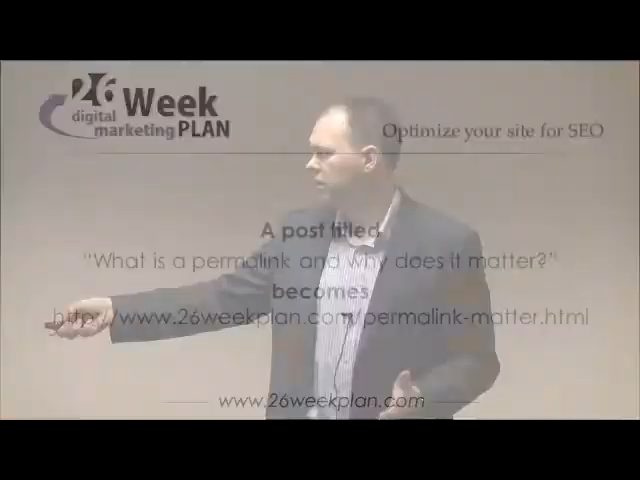 26 Week
digital
marketing PLAN
Optimize your site for SEO
A post titled
“What is a permalink and why does it matter?”
becomes
http://www.26weekplan.com/permalink-matter.html
www.26weekplan.com